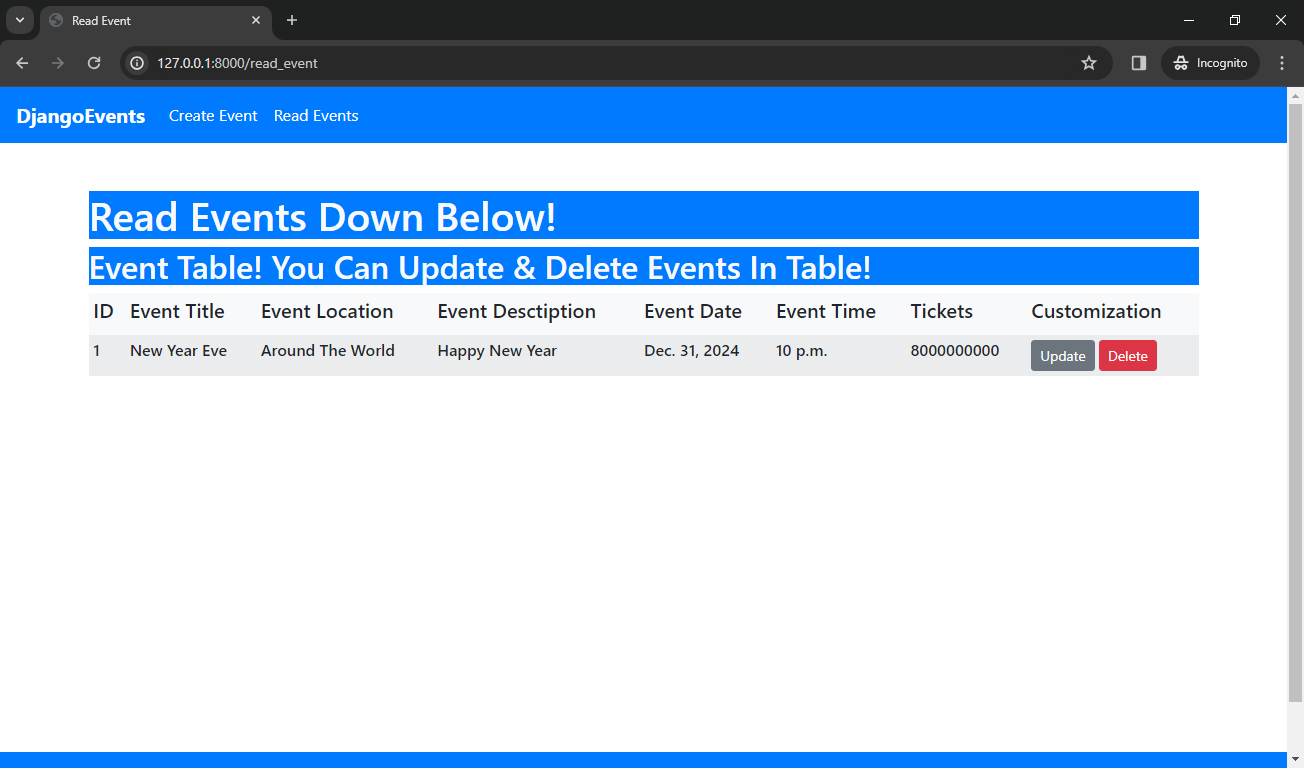 Read Event
127.0.0.1:8000/read_event
Incognito
DjangoEvents Create Event Read Events
Read Events Down Below!
Event Table! You Can Update & Delete Events In Table!
ID Event Title Event Location Event Desctiption Event Date Event Time Tickets Customization
1 New Year Eve Around The World Happy New Year Dec. 31, 2024 10 p.m. 8000000000 Update Delete